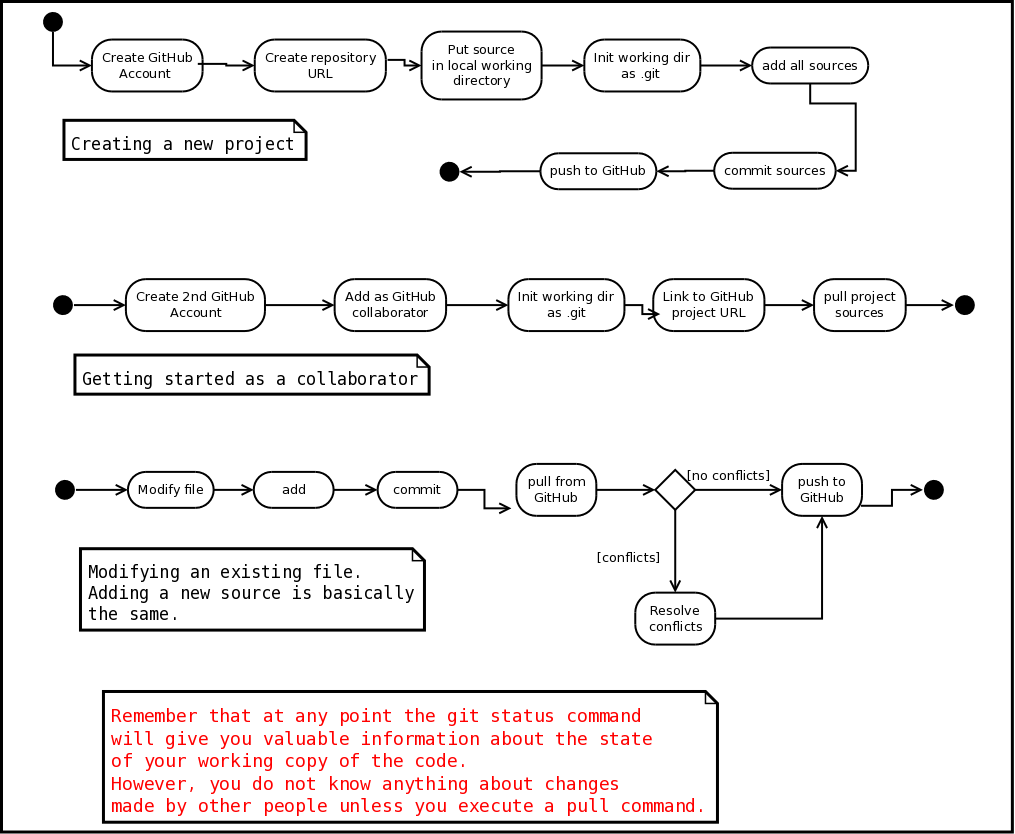 Create GitHub
Account
Create repository
URL
Put source
in local working
directory
Init working dir
as .git
add all sources
Creating a new project
push to GitHub
commit sources
Create 2nd GitHub
Account
Add as GitHub
collaborator
Init working dir
as .git
Link to GitHub
project URL
pull project
sources
Getting started as a collaborator
Modify file
add
commit
pull from
GitHub
[no conflicts]
push to
GitHub
[conflicts]
Modifying an existing file.
Adding a new source is basically
the same.
Resolve
conflicts
Remember that at any point the git status command
will give you valuable information about the state
of your working copy of the code.
However, you do not know anything about changes
made by other people unless you execute a pull command.